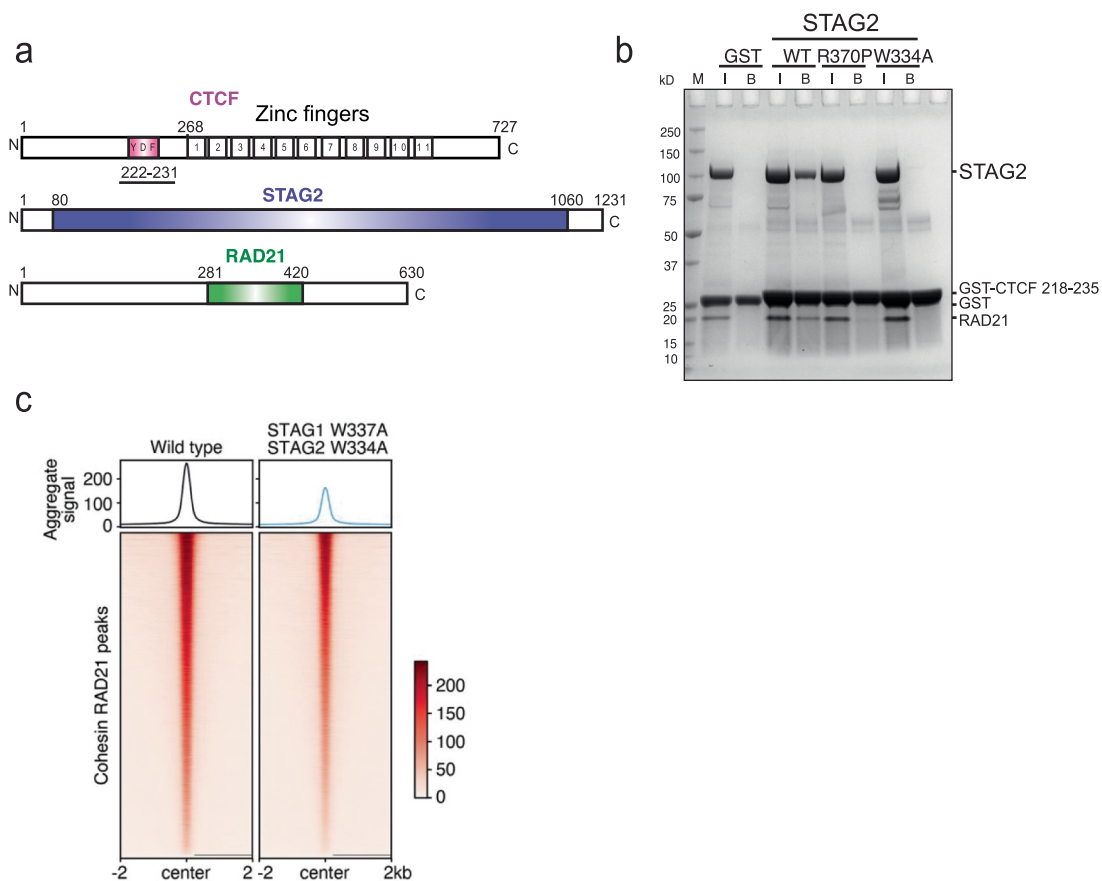 a
CTCF
Zinc fingers
1 268 727
N Y D F 1 2 3 4 5 6 7 8 9 10 11 C
222-231
STAG2
1 80 1060 1231
N C
RAD21
1 281 420 630
N C
b
STAG2
GST WT R370P W334A
kD M I B I B I B I B
250
150
100
75
50
37
25
20
15
10
STAG2
GST-CTCF 218-235
GST
RAD21
c
Wild type
STAG1 W337A
STAG2 W334A
Aggregate
signal
200
100
0
Cohesin RAD21 peaks
200
150
100
50
0
-2 center 2 -2 center 2kb